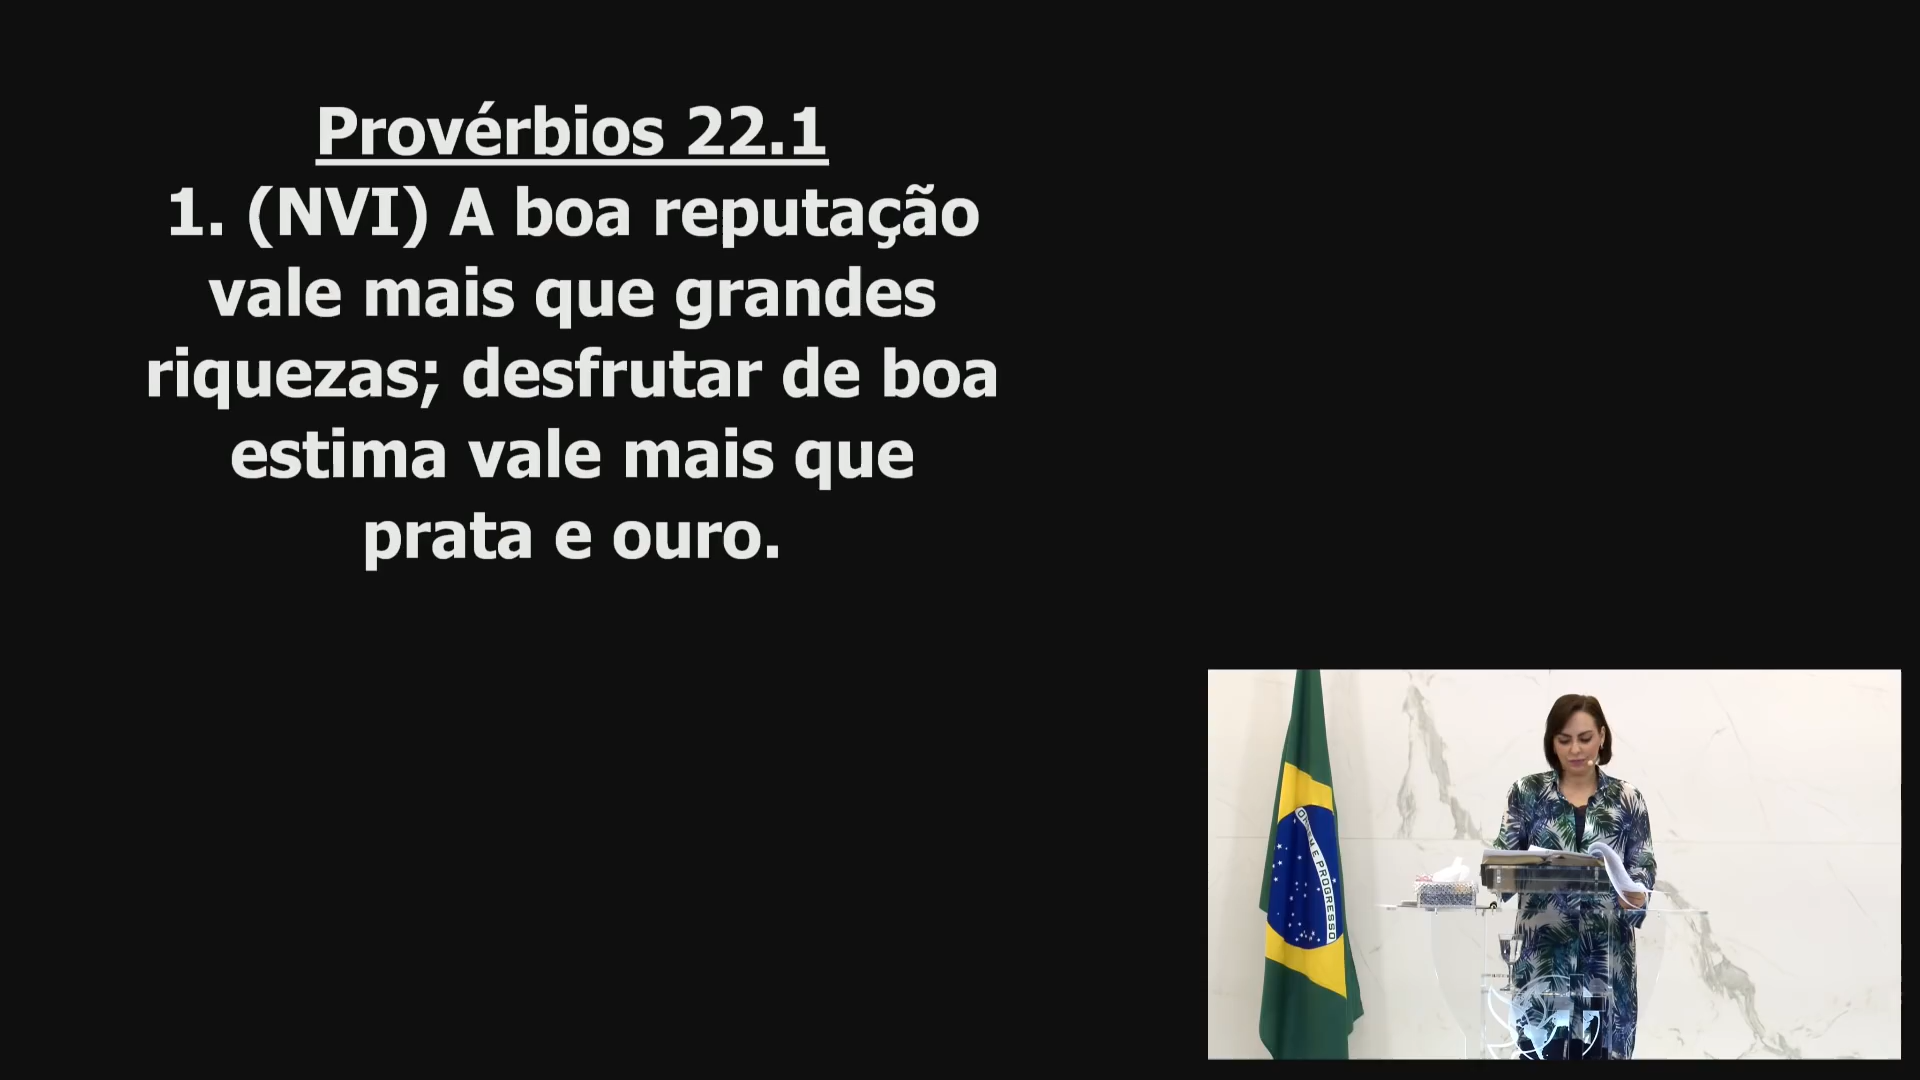 Provérbios 22.1
1. (NVI) A boa reputação
vale mais que grandes
riquezas; desfrutar de boa
estima vale mais que
prata e ouro.
E PROGRESSO